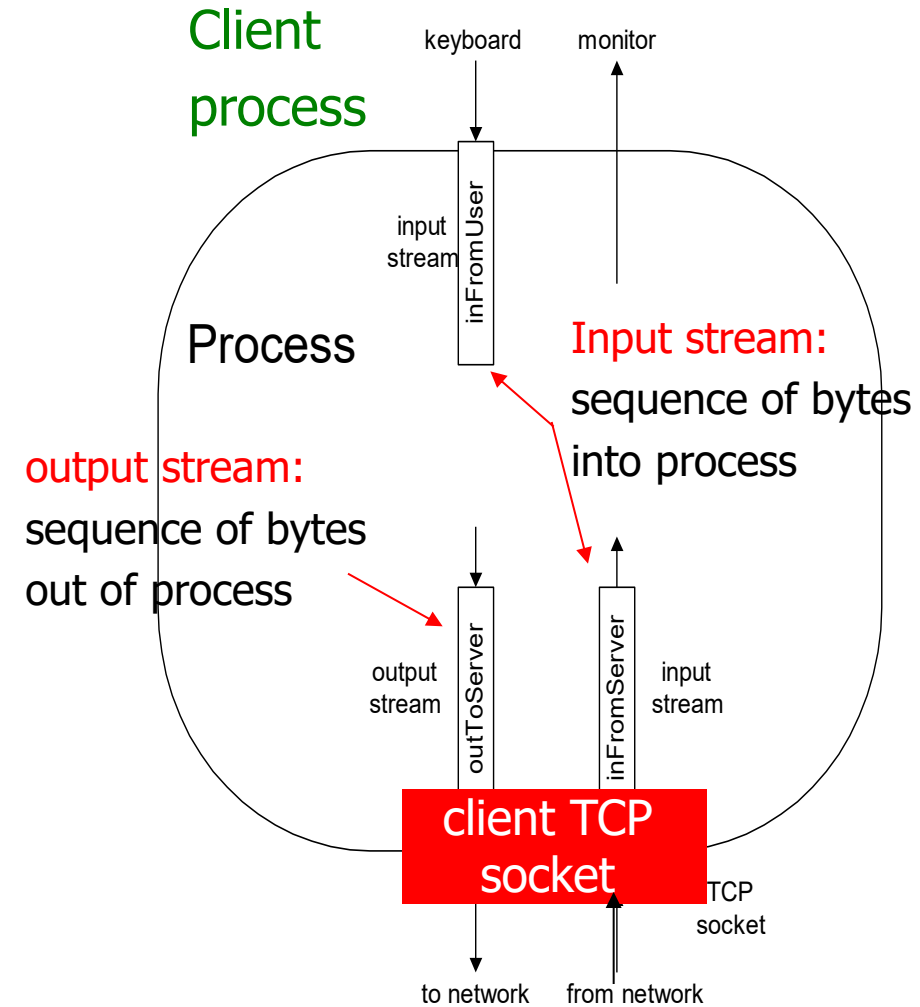 Client
process
keyboard
monitor
input
stream
inFromUser
Process
Input stream:
sequence of bytes
into process
output stream:
sequence of bytes
out of process
output
stream
outToServer
inFromServer
input
stream
client TCP
socket
TCP
socket
to network
from network